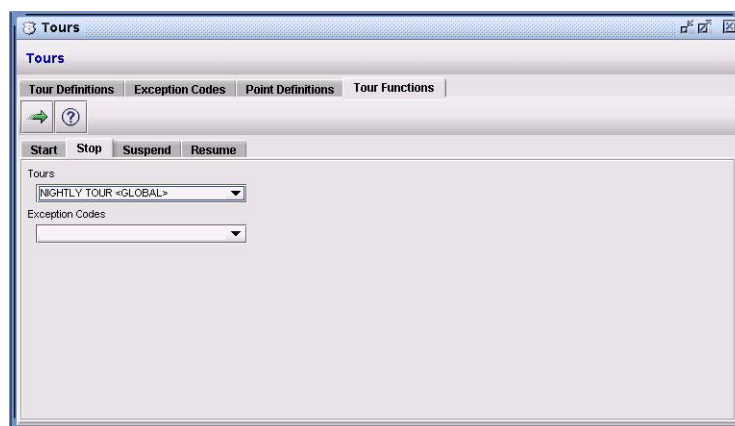 Tours
Tours
Tour Definitions Exception Codes Point Definitions Tour Functions
Start Stop Suspend Resume
Tours
NIGHTLY TOUR <GLOBAL>
Exception Codes